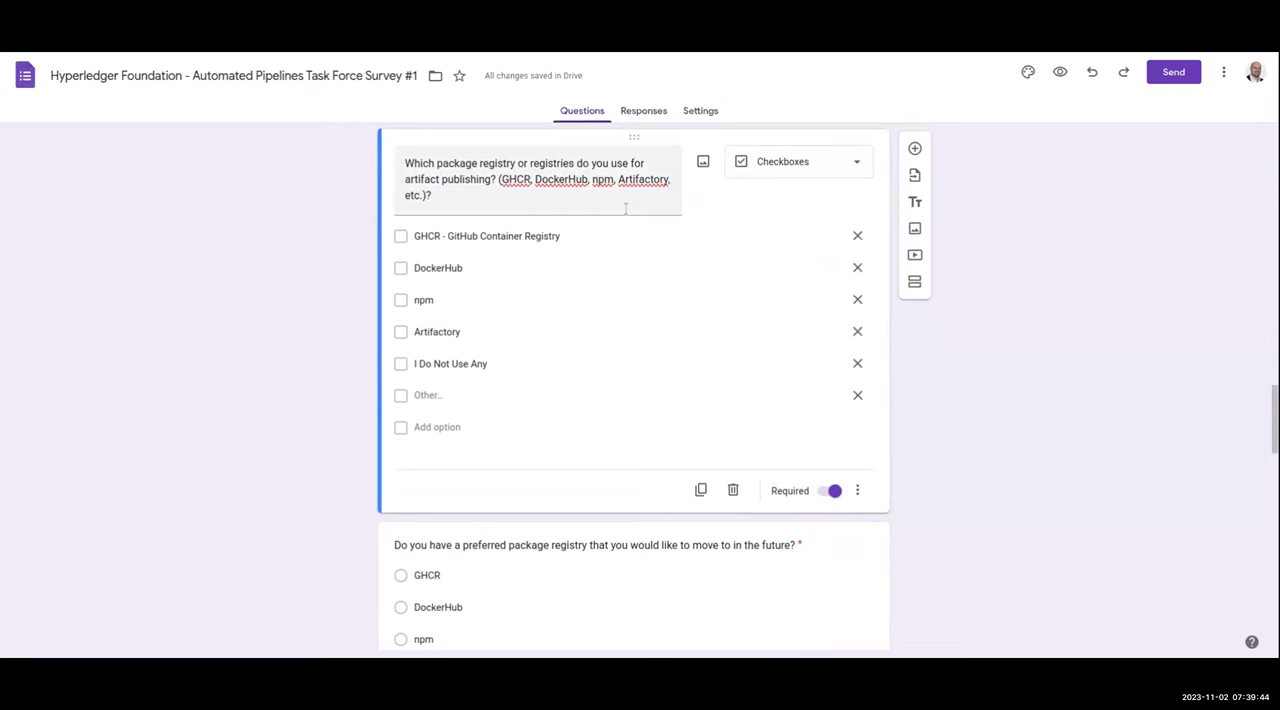 Hyperledger Foundation - Automated Pipelines Task Force Survey #1
All changes saved in Drive
Send
Questions
Responses
Settings
Which package registry or registries do you use for
artifact publishing? (GHCR, DockerHub, npm, Artifactory,
etc.)?
Checkboxes
GHCR - GitHub Container Registry
DockerHub
npm
Artifactory
I Do Not Use Any
Other…
Add option
Required
Do you have a preferred package registry that you would like to move to in the future? *
GHCR
DockerHub
npm
2023-11-02 07:39:44